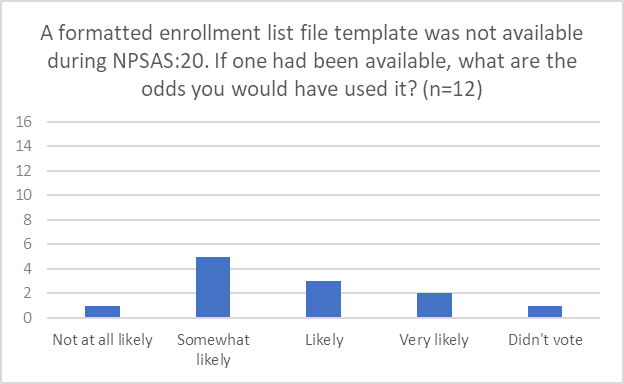 A formatted enrollment list file template was not available
during NPSAS:20. If one had been available, what are the
odds you would have used it? (n=12)
16
14
12
10
8
6
4
2
0
Not at all likely
Somewhat
likely
Likely
Very likely
Didn't vote